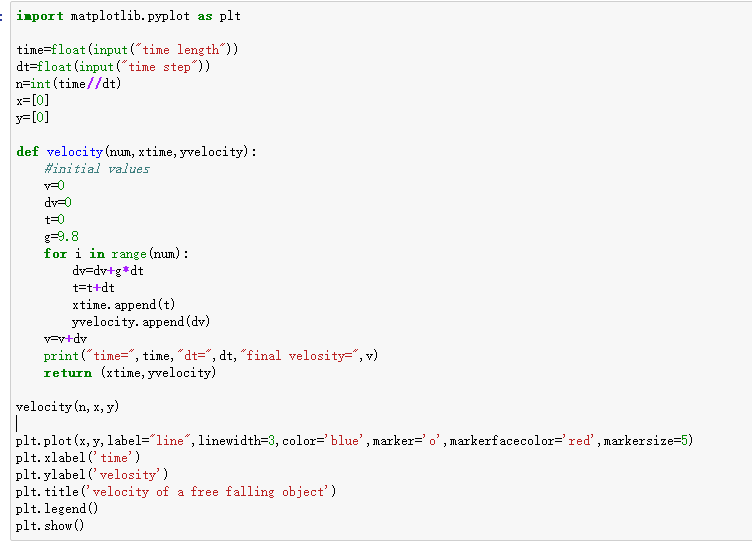 import matplotlib.pyplot as plt
time=float(input("time length"))
dt=float(input("time step"))
n=int(time//dt)
x=[0]
y=[0]
def velocity(num,xtime,yvelocity):
    #initial values
    v=0
    dv=0
    t=0
    g=9.8
    for i in range(num):
        dv=dv+g*dt
        t=t+dt
        xtime.append(t)
        yvelocity.append(dv)
    v=v+dv
    print("time=",time,"dt=",dt,"final velosity=",v)
    return (xtime,yvelocity)
velocity(n,x,y)
plt.plot(x,y,label="line",linewidth=3,color='blue',marker='o',markerfacecolor='red',markersize=5)
plt.xlabel('time')
plt.ylabel('velosity')
plt.title('velocity of a free falling object')
plt.legend()
plt.show()